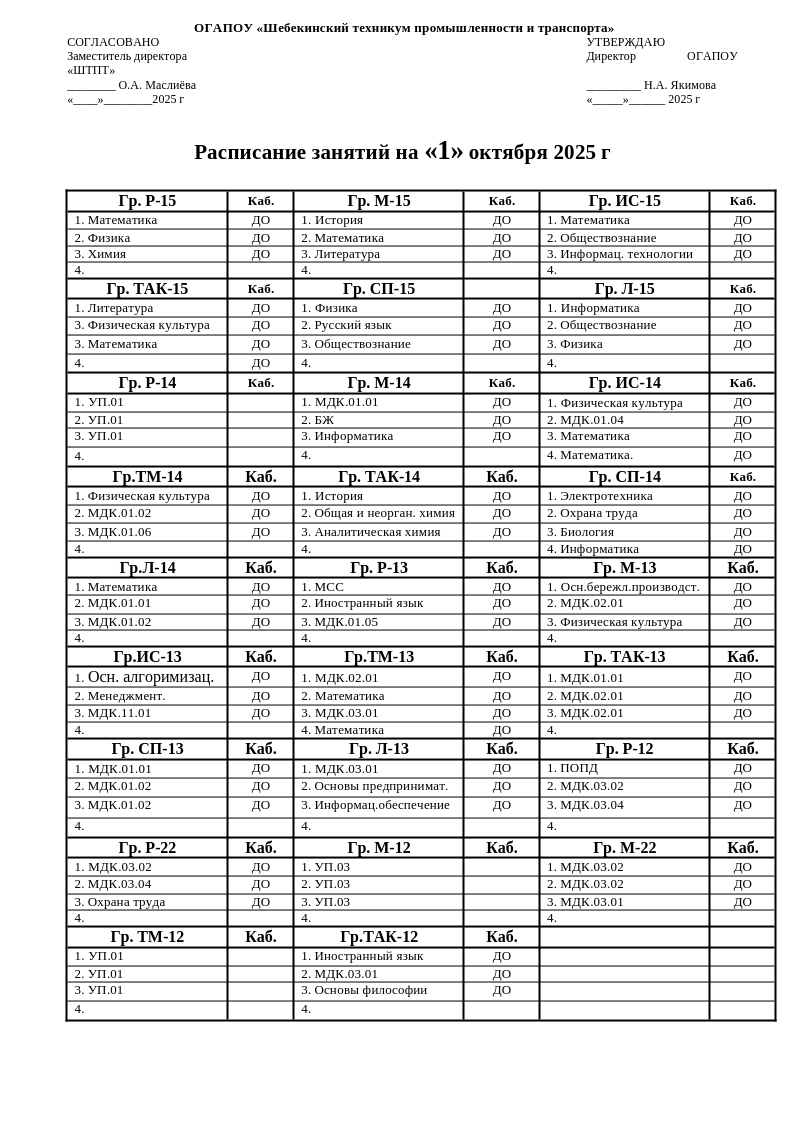 ОГАПОУ «Шебекинский техникум промышленности и транспорта»
СОГЛАСОВАНО УТВЕРЖДАЮ
Заместитель директора Директор ОГАПОУ
«ШТПТ»
________ О.А. Маслиёва _________ Н.А. Якимова
«____»________2025 г «_____»______ 2025 г
Расписание занятий на «1» октября 2025 г
Гр. Р-15 Каб. Гр. М-15 Каб. Гр. ИС-15 Каб.
1. Математика ДО 1. История ДО 1. Математика ДО
2. Физика ДО 2. Математика ДО 2. Обществознание ДО
3. Химия ДО 3. Литература ДО 3. Информац. технологии ДО
4. 4. 4.
Гр. ТАК-15 Каб. Гр. СП-15 Гр. Л-15 Каб.
1. Литература ДО 1. Физика ДО 1. Информатика ДО
3. Физическая культура ДО 2. Русский язык ДО 2. Обществознание ДО
3. Математика ДО 3. Обществознание ДО 3. Физика ДО
4. ДО 4. 4.
Гр. Р-14 Каб. Гр. М-14 Каб. Гр. ИС-14 Каб.
1. УП.01 1. МДК.01.01 ДО 1. Физическая культура ДО
2. УП.01 2. БЖ ДО 2. МДК.01.04 ДО
3. УП.01 3. Информатика ДО 3. Математика ДО
4. 4. 4. Математика. ДО
Гр.ТМ-14 Каб. Гр. ТАК-14 Каб. Гр. СП-14 Каб.
1. Физическая культура ДО 1. История ДО 1. Электротехника ДО
2. МДК.01.02 ДО 2. Общая и неорган. химия ДО 2. Охрана труда ДО
3. МДК.01.06 ДО 3. Аналитическая химия ДО 3. Биология ДО
4. 4. 4. Информатика ДО
Гр.Л-14 Каб. Гр. Р-13 Каб. Гр. М-13 Каб.
1. Математика ДО 1. МСС ДО 1. Осн.бережл.производст. ДО
2. МДК.01.01 ДО 2. Иностранный язык ДО 2. МДК.02.01 ДО
3. МДК.01.02 ДО 3. МДК.01.05 ДО 3. Физическая культура ДО
4. 4. 4.
Гр.ИС-13 Каб. Гр.ТМ-13 Каб. Гр. ТАК-13 Каб.
1. Осн. алгоримизац. ДО 1. МДК.02.01 ДО 1. МДК.01.01 ДО
2. Менеджмент. ДО 2. Математика ДО 2. МДК.02.01 ДО
3. МДК.11.01 ДО 3. МДК.03.01 ДО 3. МДК.02.01 ДО
4. 4. Математика ДО 4.
Гр. СП-13 Каб. Гр. Л-13 Каб. Гр. Р-12 Каб.
1. МДК.01.01 ДО 1. МДК.03.01 ДО 1. ПОПД ДО
2. МДК.01.02 ДО 2. Основы предпринимат. ДО 2. МДК.03.02 ДО
3. МДК.01.02 ДО 3. Информац.обеспечение ДО 3. МДК.03.04 ДО
4. 4. 4.
Гр. Р-22 Каб. Гр. М-12 Каб. Гр. М-22 Каб.
1. МДК.03.02 ДО 1. УП.03 1. МДК.03.02 ДО
2. МДК.03.04 ДО 2. УП.03 2. МДК.03.02 ДО
3. Охрана труда ДО 3. УП.03 3. МДК.03.01 ДО
4. 4. 4.
Гр. ТМ-12 Каб. Гр.ТАК-12 Каб.
1. УП.01 1. Иностранный язык ДО
2. УП.01 2. МДК.03.01 ДО
3. УП.01 3. Основы философии ДО
4. 4.